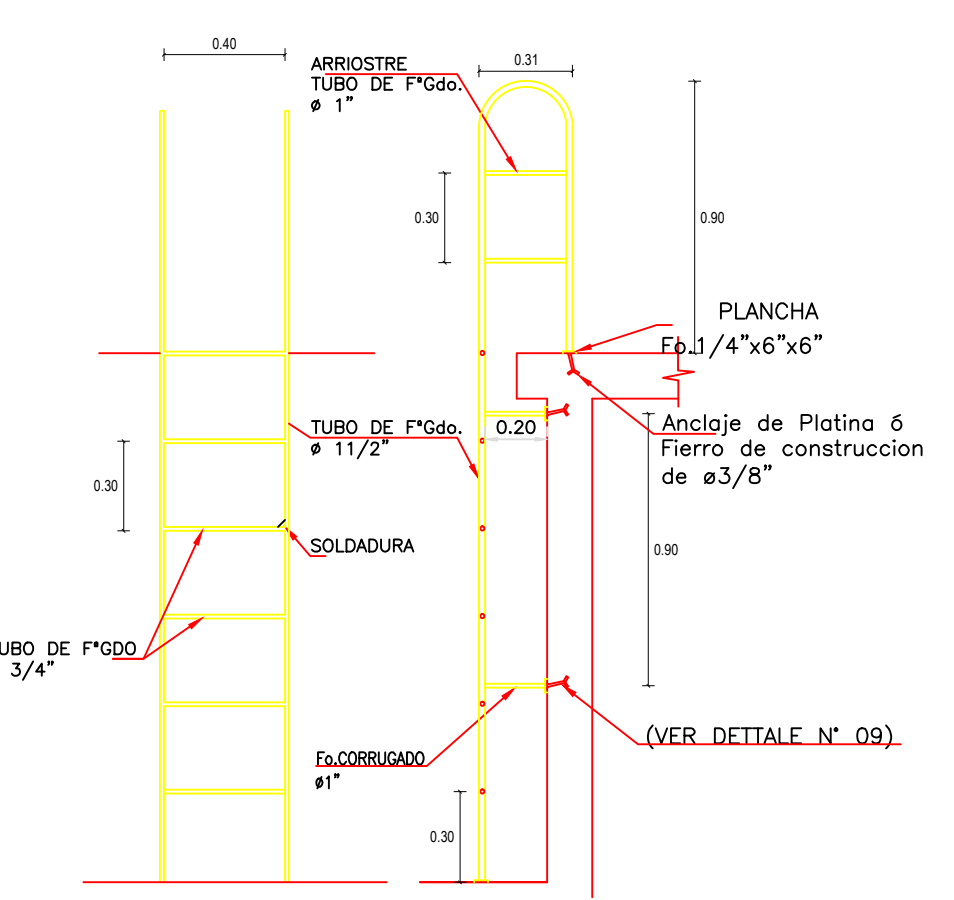 0.40
ARRIOSTRE
TUBO DE F°Gdo.
ø 1”
0.31
0.30
0.90
PLANCHA
Fo.1/4”x6”x6”
Anclaje de Platina ó
Fierro de construccion
de ø3/8”
TUBO DE F°Gdo.
ø 11/2”
0.20
0.30
SOLDADURA
0.90
UBO DE F°GDO
3/4”
(VER DETTALE N° 09)
Fo.CORRUGADO
ø1”
0.30